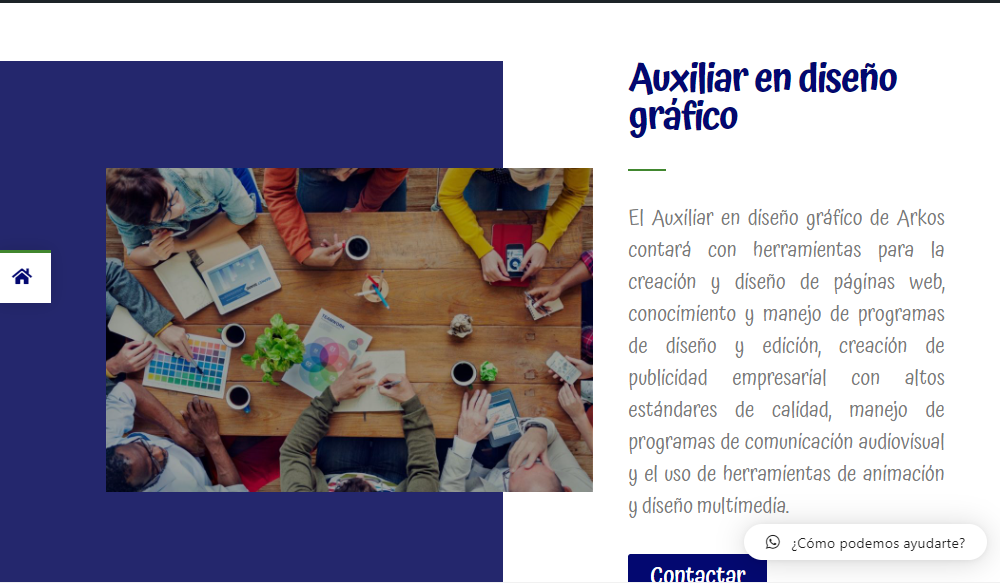 Auxiliar en diseño
gráfico
El Auxiliar en diseño gráfico de Arkos
contará con herramientas para la
creación y diseño de páginas web,
conocimiento y manejo de programas
de diseño y edición, creación de
publicidad empresarial con altos
estándares de calidad, manejo de
programas de comunicación audiovisual
y el uso de herramientas de animación
y diseño multimedia.
¿Cómo podemos ayudarte?
Contactar
TEAMWORK